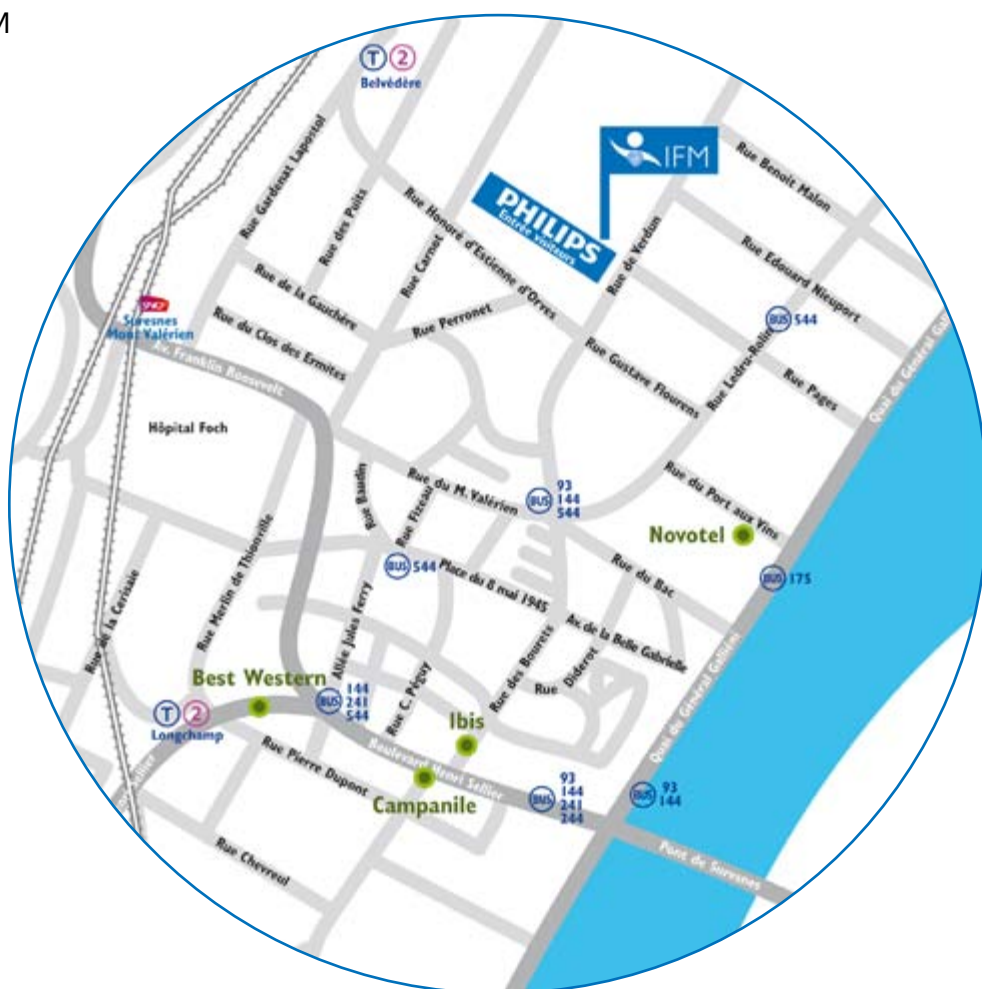 M
T 2
Belvédère
IFM
PHILIPS
Entrée visiteurs
Rue Benoit Malon
Rue Gardenat Lapostol
Rue des Puits
Rue Carnot
Rue Honoré d'Estienne d'Orves
Rue de Verdun
Rue Edouard Nieuport
BUS 544
Rue de la Gauchère
Rue Perronet
Rue du Clos des Ermites
SNCF
Suresnes
Mont Valérien
Av. Franklin Roosevelt
Rue Gustave Flourens
Rue Ledru-Rollin
Rue Pages
Quai du Général Gal
Hôpital Foch
Rue Baudin
Rue Fizeau
Rue du M. Valérien
BUS 93
144
544
Rue du Port aux Vins
Novotel
BUS 175
Rue de la Cerisaie
Rue Merlin de Thionville
BUS 544
Place du 8 mai 1945
Rue du Bac
Av. de la Belle Gabrielle
Allée Jules Ferry
Rue C. Péguy
Rue des Bourets
Rue Diderot
Quai du Général Galliéni
Best Western
BUS 144
241
544
T 2
Longchamp
Ibis
Boulevard Henri Sellier
Rue Pierre Dupont
Campanile
BUS 93
144
241
244
BUS 93
144
Pont de Suresnes
Rue Chevreul